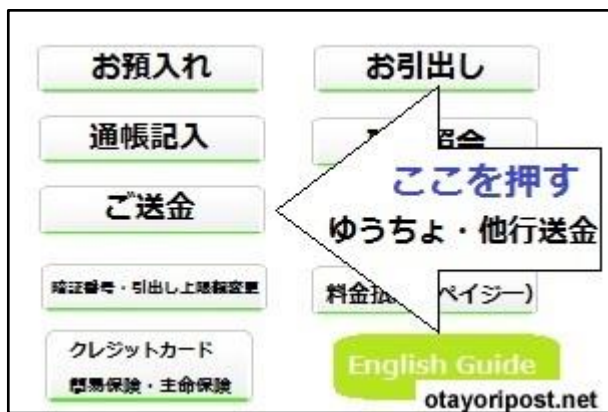 お預入れ
お引出し
通帳記入
照会
ご送金
ここを押す
ゆうちょ・他行送金
暗証番号・引出し上限額変更
料金払 ペイジー)
クレジットカード
簡易保険・生命保険
English Guide
otayoripost.net